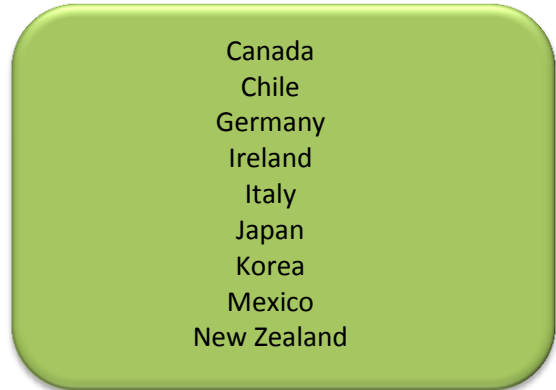 Canada
Chile
Germany
Ireland
Italy
Japan
Korea
Mexico
New Zealand